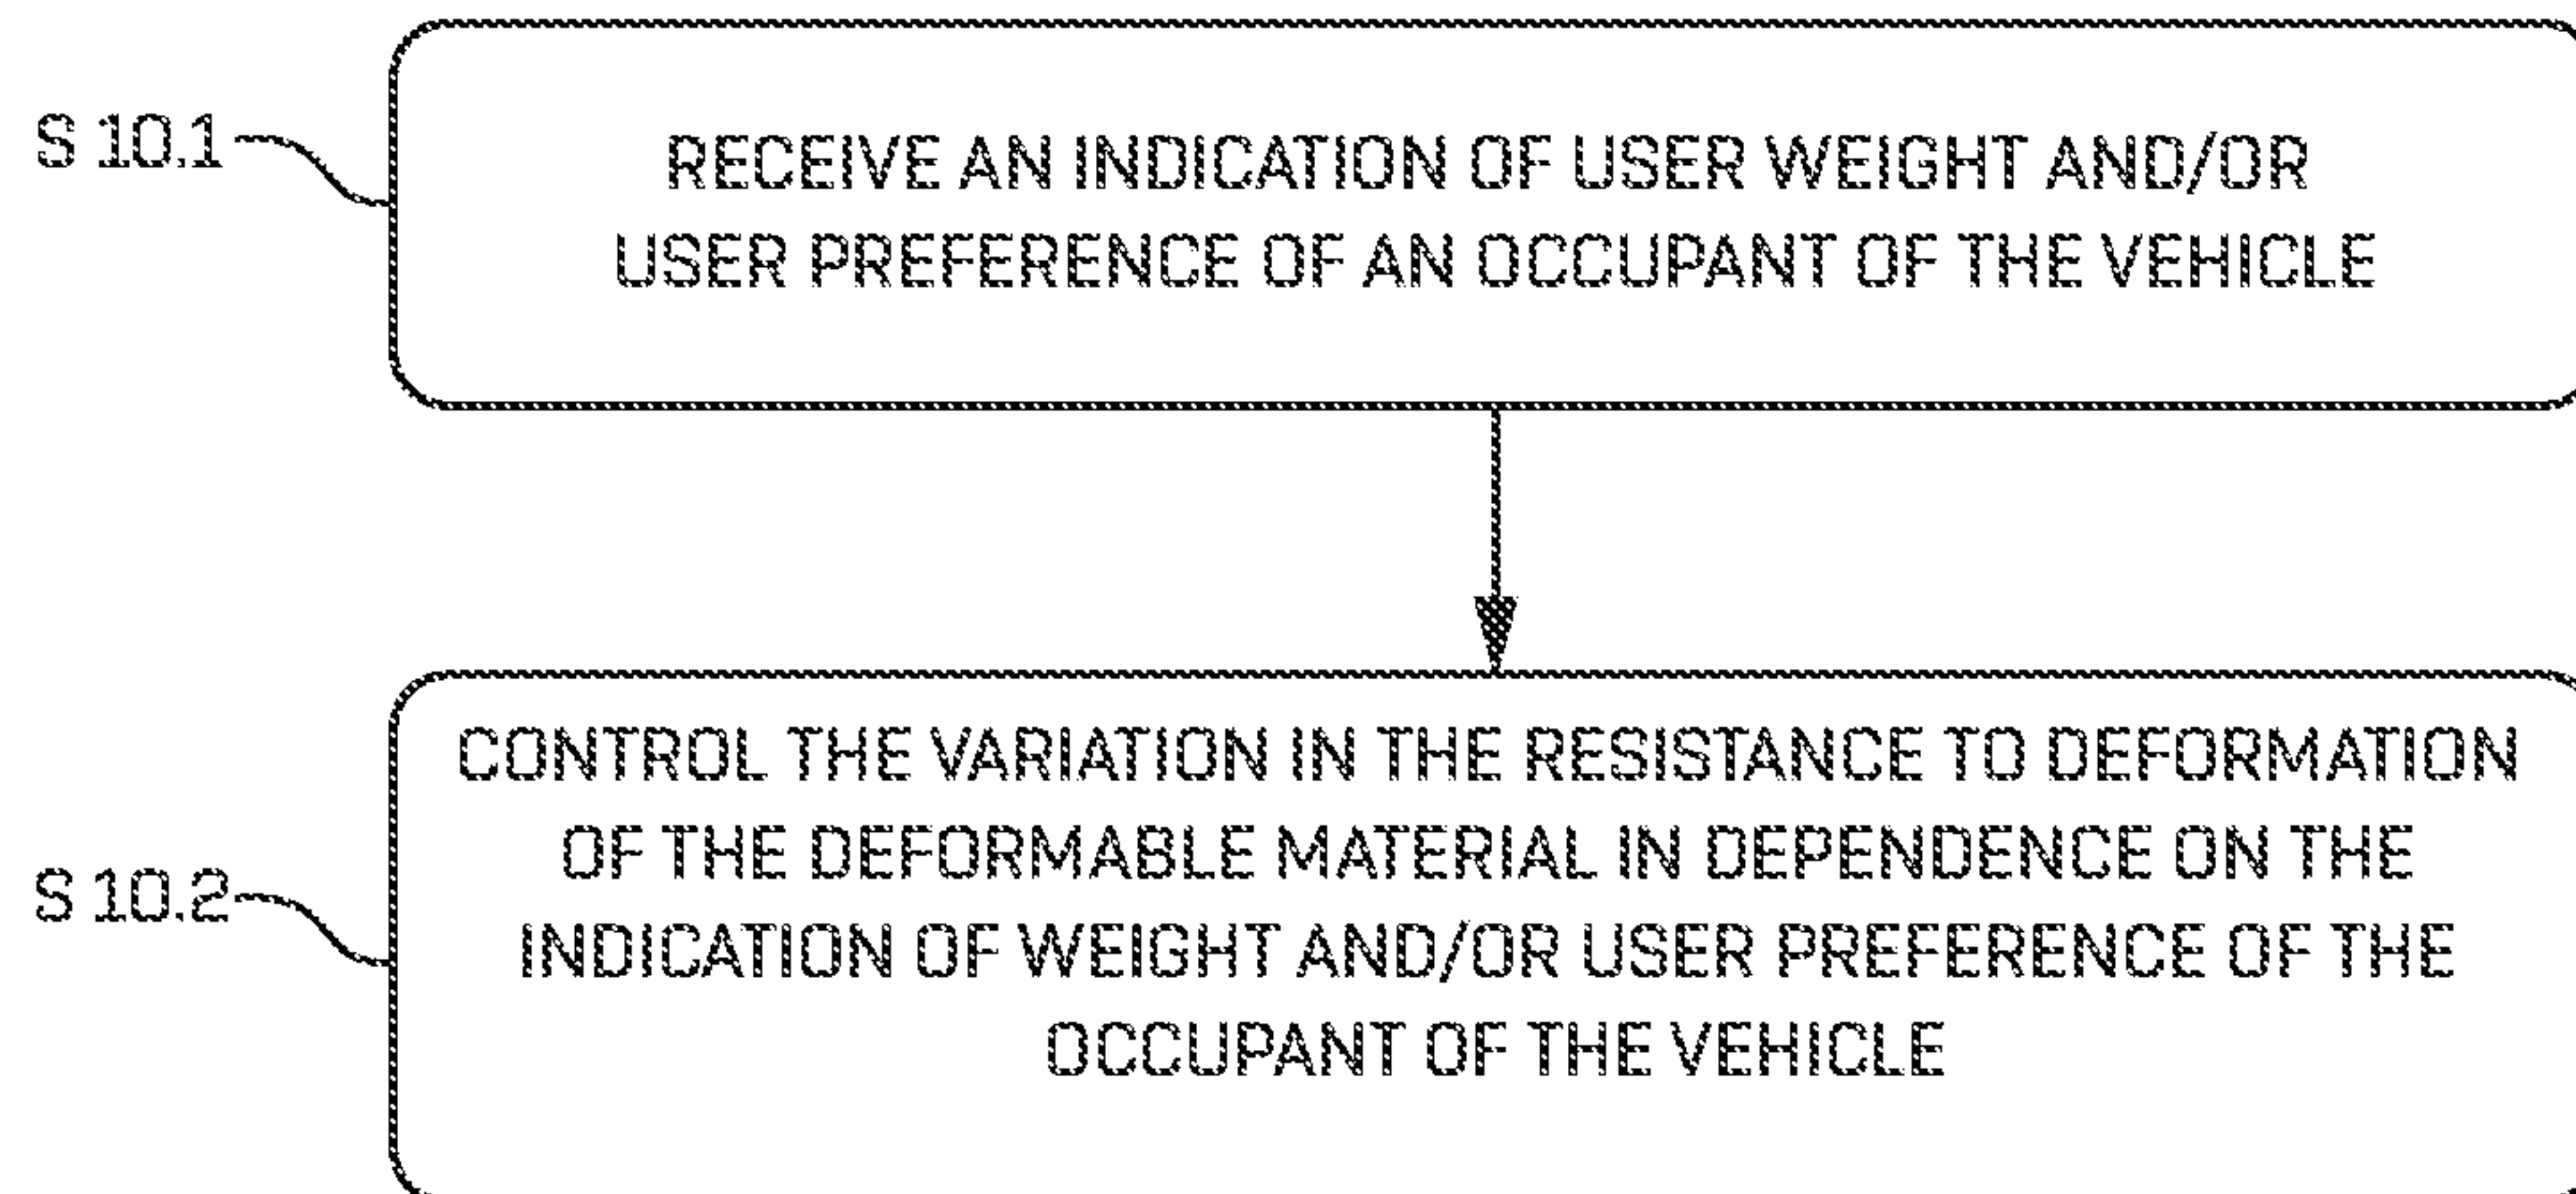 S 10.1
RECEIVE AN INDICATION OF USER WEIGHT AND/OR
USER PREFERENCE OF AN OCCUPANT OF THE VEHICLE
S 10.2
CONTROL THE VARIATION IN THE RESISTANCE TO DEFORMATION
OF THE DEFORMABLE MATERIAL IN DEPENDENCE ON THE
INDICATION OF WEIGHT AND/OR USER PREFERENCE OF THE
OCCUPANT OF THE VEHICLE